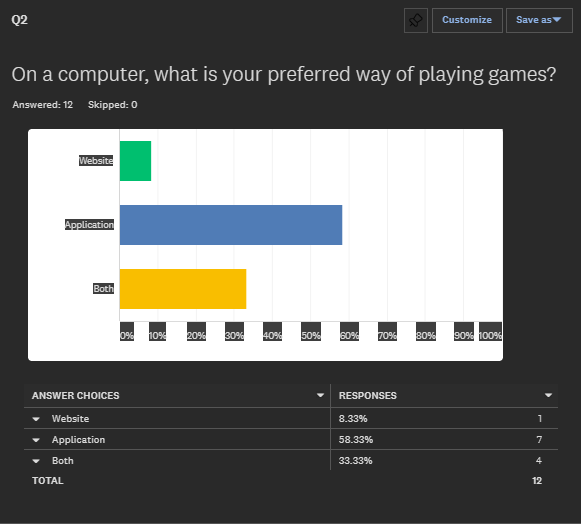 Q2
Customize
Save as
On a computer, what is your preferred way of playing games?
Answered: 12 Skipped: 0
Website
Application
Both
0% 10% 20% 30% 40% 50% 60% 70% 80% 90% 100%
ANSWER CHOICES RESPONSES
Website 8.33% 1
Application 58.33% 7
Both 33.33% 4
TOTAL 12